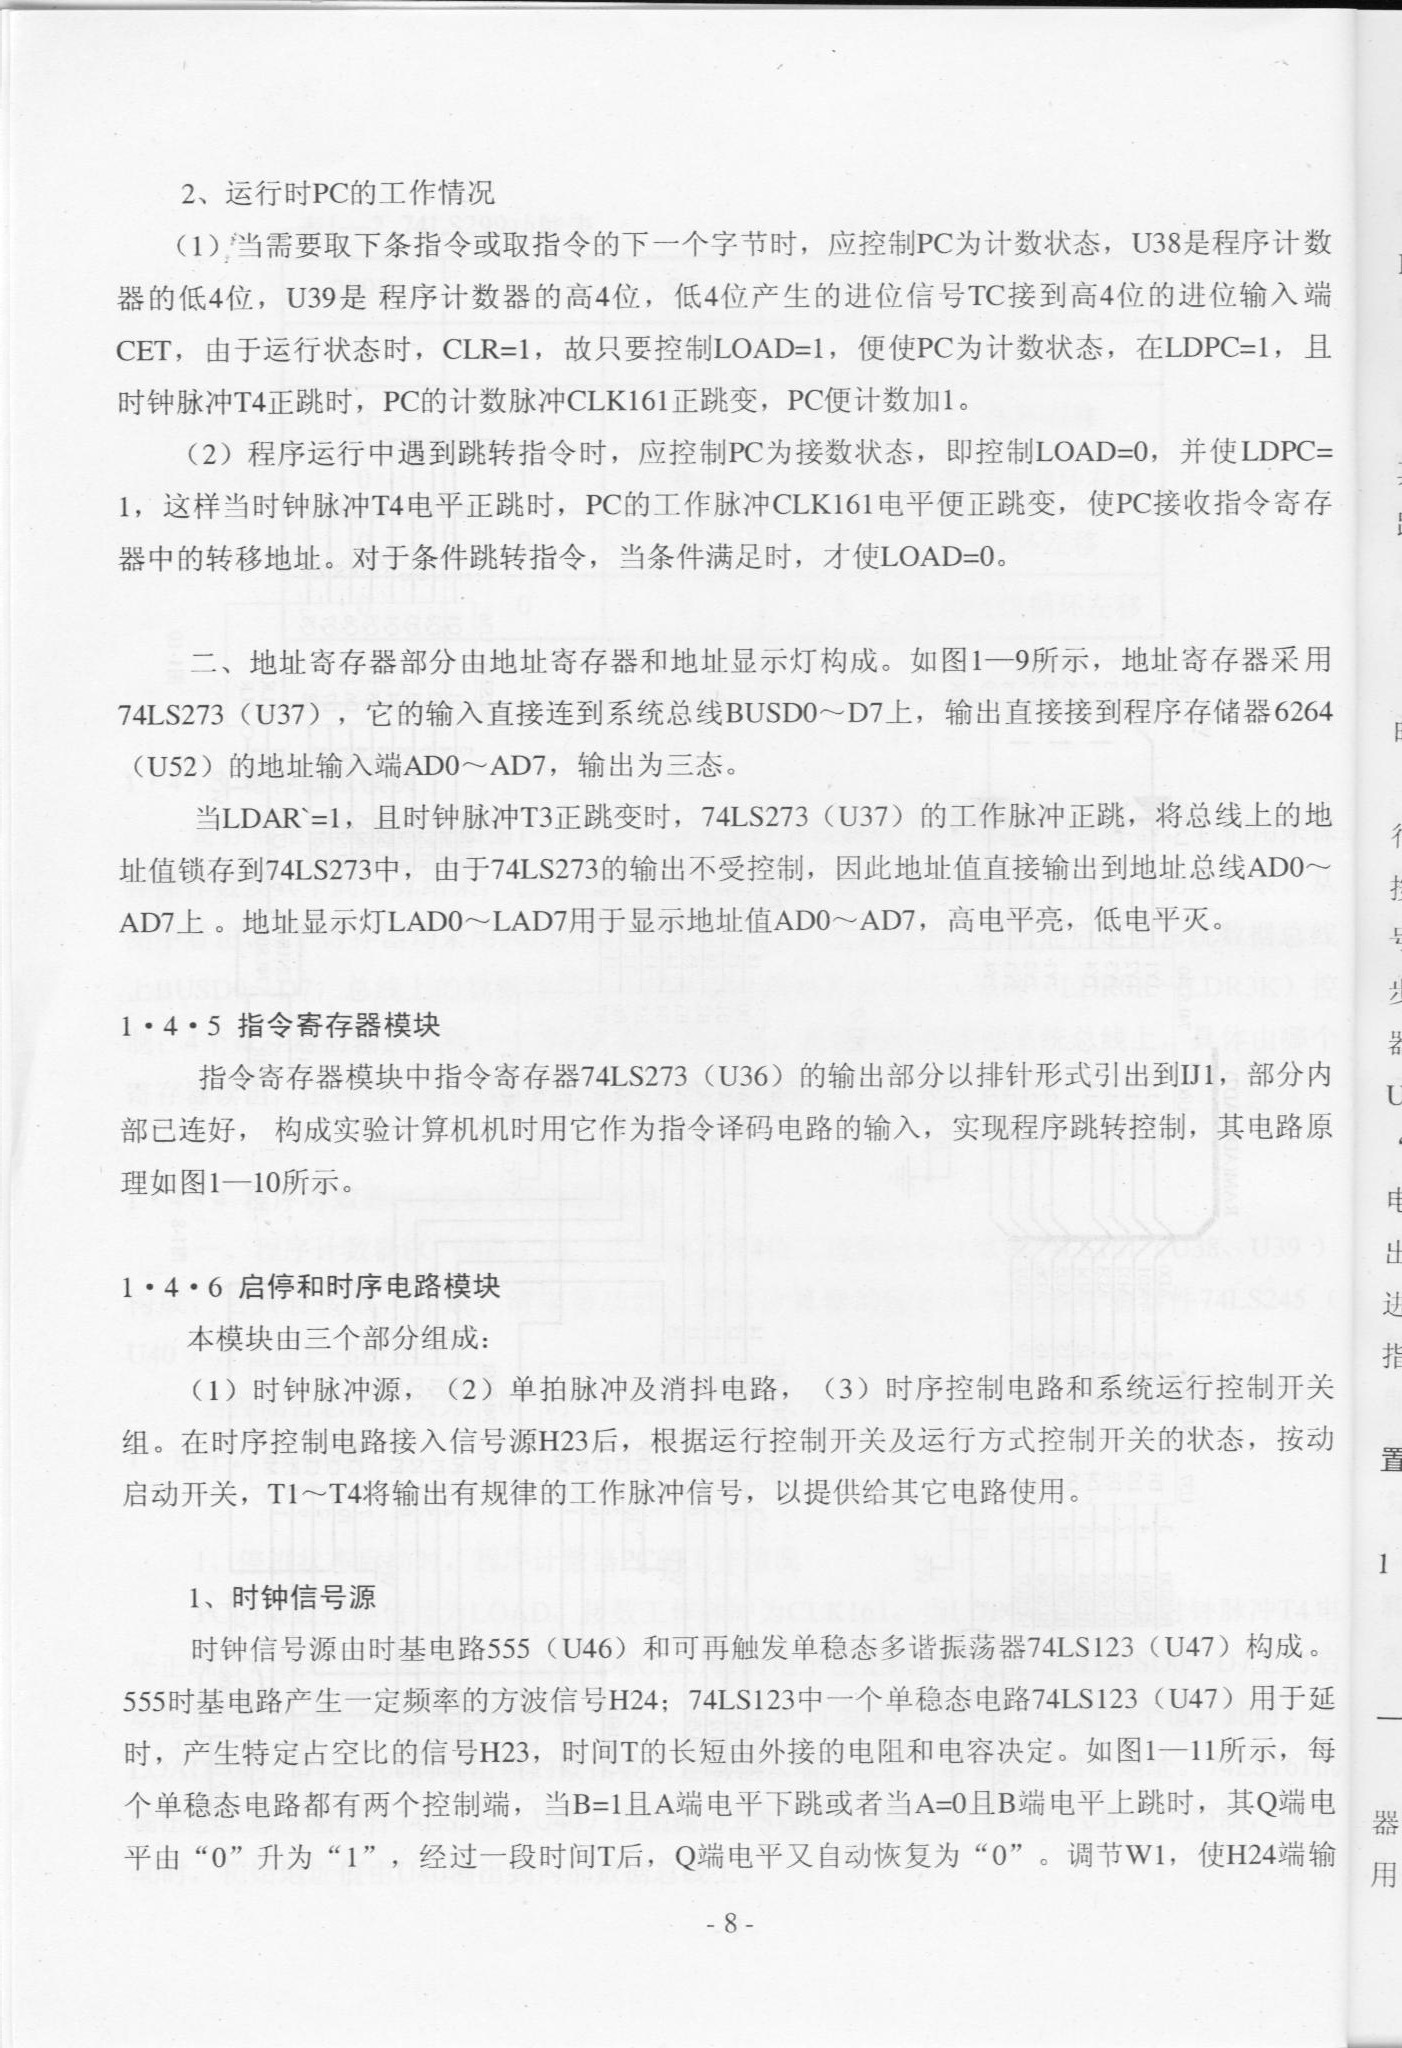 2、运行时PC的工作情况
（1）当需要取下条指令或取指令的下一个字节时，应控制PC为计数状态，U38是程序计数
器的低4位，U39是 程序计数器的高4位，低4位产生的进位信号TC接到高4位的进位输入端
CET，由于运行状态时，CLR=1，故只要控制LOAD=1，便使PC为计数状态，在LDPC=1，且
时钟脉冲T4正跳时，PC的计数脉冲CLK161正跳变，PC便计数加1。
（2）程序运行中遇到跳转指令时，应控制PC为接数状态，即控制LOAD=0，并使LDPC=
1，这样当时钟脉冲T4电平正跳时，PC的工作脉冲CLK161电平便正跳变，使PC接收指令寄存
器中的转移地址。对于条件跳转指令，当条件满足时，才使LOAD=0。
二、地址寄存器部分由地址寄存器和地址显示灯构成。如图1—9所示，地址寄存器采用
74LS273（U37），它的输入直接连到系统总线BUSD0～D7上，输出直接接到程序存储器6264
（U52）的地址输入端AD0～AD7，输出为三态。
当LDAR`=1，且时钟脉冲T3正跳变时，74LS273（U37）的工作脉冲正跳，将总线上的地
址值锁存到74LS273中，由于74LS273的输出不受控制，因此地址值直接输出到地址总线AD0～
AD7上 。地址显示灯LAD0～LAD7用于显示地址值AD0～AD7，高电平亮，低电平灭。
1·4·5 指令寄存器模块
指令寄存器模块中指令寄存器74LS273（U36）的输出部分以排针形式引出到IJ1，部分内
部已连好， 构成实验计算机机时用它作为指令译码电路的输入，实现程序跳转控制，其电路原
理如图1—10所示。
1·4·6 启停和时序电路模块
本模块由三个部分组成：
（1）时钟脉冲源，（2）单拍脉冲及消抖电路，（3）时序控制电路和系统运行控制开关
组。在时序控制电路接入信号源H23后，根据运行控制开关及运行方式控制开关的状态，按动
启动开关，T1～T4将输出有规律的工作脉冲信号，以提供给其它电路使用。
1、时钟信号源
时钟信号源由时基电路555（U46）和可再触发单稳态多谐振荡器74LS123（U47）构成。
555时基电路产生一定频率的方波信号H24；74LS123中一个单稳态电路74LS123（U47）用于延
时，产生特定占空比的信号H23，时间T的长短由外接的电阻和电容决定。如图1—11所示，每
个单稳态电路都有两个控制端，当B=1且A端电平下跳或者当A=0且B端电平上跳时，其Q端电
平由“0”升为“1”，经过一段时间T后，Q端电平又自动恢复为“0”。调节W1，使H24端输
- 8 -